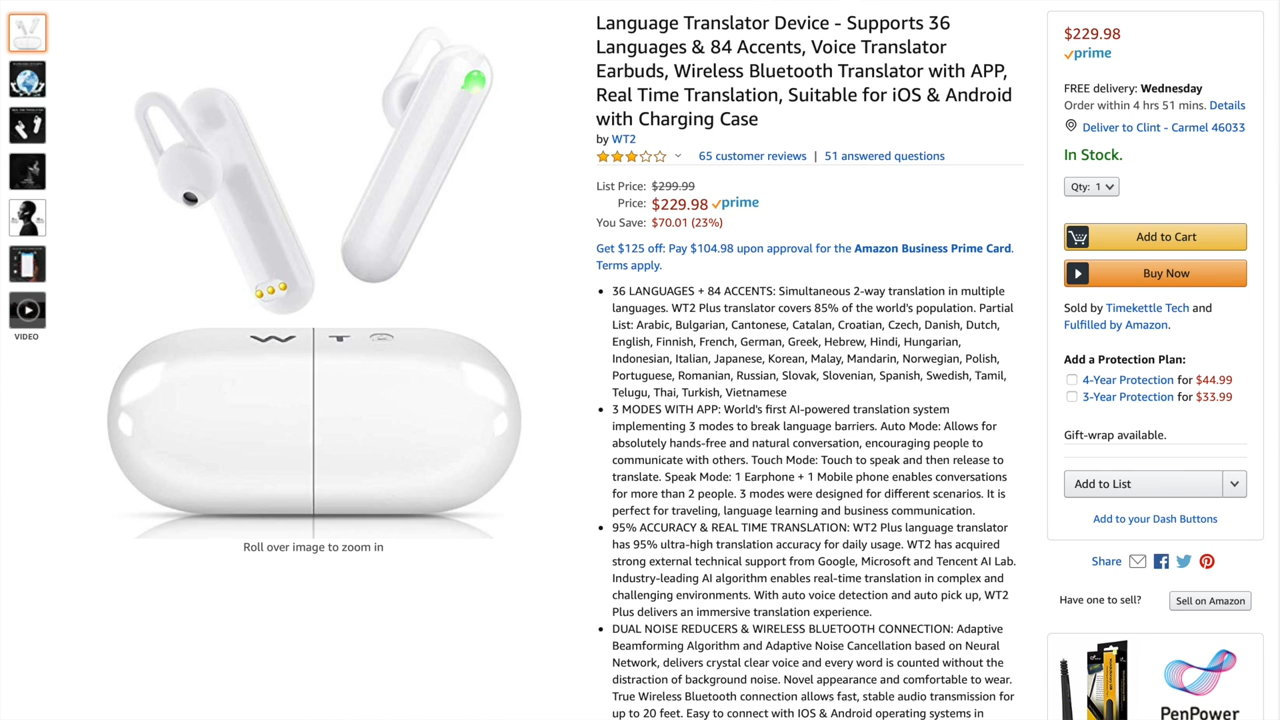 VIDEO
W T
Roll over image to zoom in
Language Translator Device - Supports 36
Languages & 84 Accents, Voice Translator
Earbuds, Wireless Bluetooth Translator with APP,
Real Time Translation, Suitable for iOS & Android
with Charging Case
by WT2
65 customer reviews | 51 answered questions
List Price: $299.99
Price: $229.98 prime
You Save: $70.01 (23%)
Get $125 off: Pay $104.98 upon approval for the Amazon Business Prime Card.
Terms apply.
• 36 LANGUAGES + 84 ACCENTS: Simultaneous 2-way translation in multiple
languages. WT2 Plus translator covers 85% of the world's population. Partial
List: Arabic, Bulgarian, Cantonese, Catalan, Croatian, Czech, Danish, Dutch,
English, Finnish, French, German, Greek, Hebrew, Hindi, Hungarian,
Indonesian, Italian, Japanese, Korean, Malay, Mandarin, Norwegian, Polish,
Portuguese, Romanian, Russian, Slovak, Slovenian, Spanish, Swedish, Tamil,
Telugu, Thai, Turkish, Vietnamese
• 3 MODES WITH APP: World's first AI-powered translation system
implementing 3 modes to break language barriers. Auto Mode: Allows for
absolutely hands-free and natural conversation, encouraging people to
communicate with others. Touch Mode: Touch to speak and then release to
translate. Speak Mode: 1 Earphone + 1 Mobile phone enables conversations
for more than 2 people. 3 modes were designed for different scenarios. It is
perfect for traveling, language learning and business communication.
• 95% ACCURACY & REAL TIME TRANSLATION: WT2 Plus language translator
has 95% ultra-high translation accuracy for daily usage. WT2 has acquired
strong external technical support from Google, Microsoft and Tencent AI Lab.
Industry-leading AI algorithm enables real-time translation in complex and
challenging environments. With auto voice detection and auto pick up, WT2
Plus delivers an immersive translation experience.
• DUAL NOISE REDUCERS & WIRELESS BLUETOOTH CONNECTION: Adaptive
Beamforming Algorithm and Adaptive Noise Cancellation based on Neural
Network, delivers crystal clear voice and every word is counted without the
distraction of background noise. Novel appearance and comfortable to wear.
True Wireless Bluetooth connection allows fast, stable audio transmission for
up to 20 feet. Easy to connect with IOS & Android operating systems in
$229.98
prime
FREE delivery: Wednesday
Order within 4 hrs 51 mins. Details
Deliver to Clint - Carmel 46033
In Stock.
Qty: 1
Add to Cart
Buy Now
Sold by Timekettle Tech and
Fulfilled by Amazon.
Add a Protection Plan:
4-Year Protection for $44.99
3-Year Protection for $33.99
Gift-wrap available.
Add to List
Add to your Dash Buttons
Share
Have one to sell? Sell on Amazon
PenPower